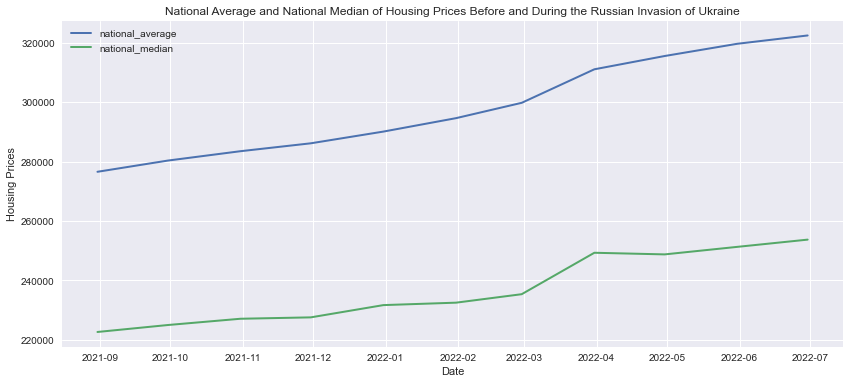 National Average and National Median of Housing Prices Before and During the Russian Invasion of Ukraine
national_average
national_median
320000
300000
280000
260000
240000
220000
Housing Prices
2021-09 2021-10 2021-11 2021-12 2022-01 2022-02 2022-03 2022-04 2022-05 2022-06 2022-07
Date